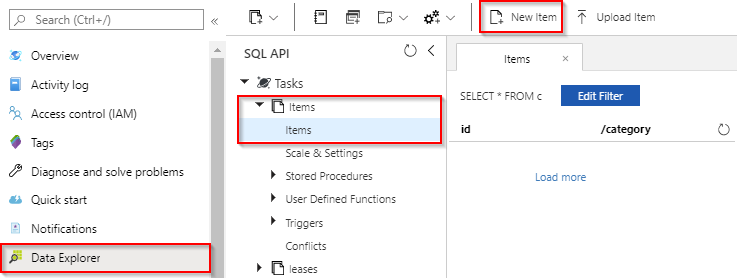 Search (Ctrl+/)
Overview
Activity log
Access control (IAM)
Tags
Diagnose and solve problems
Quick start
Notifications
Data Explorer
New Item
Upload Item
SQL API
Tasks
Items
Items
Scale & Settings
Stored Procedures
User Defined Functions
Triggers
Conflicts
leases
Items
SELECT * FROM c
Edit Filter
id /category
Load more